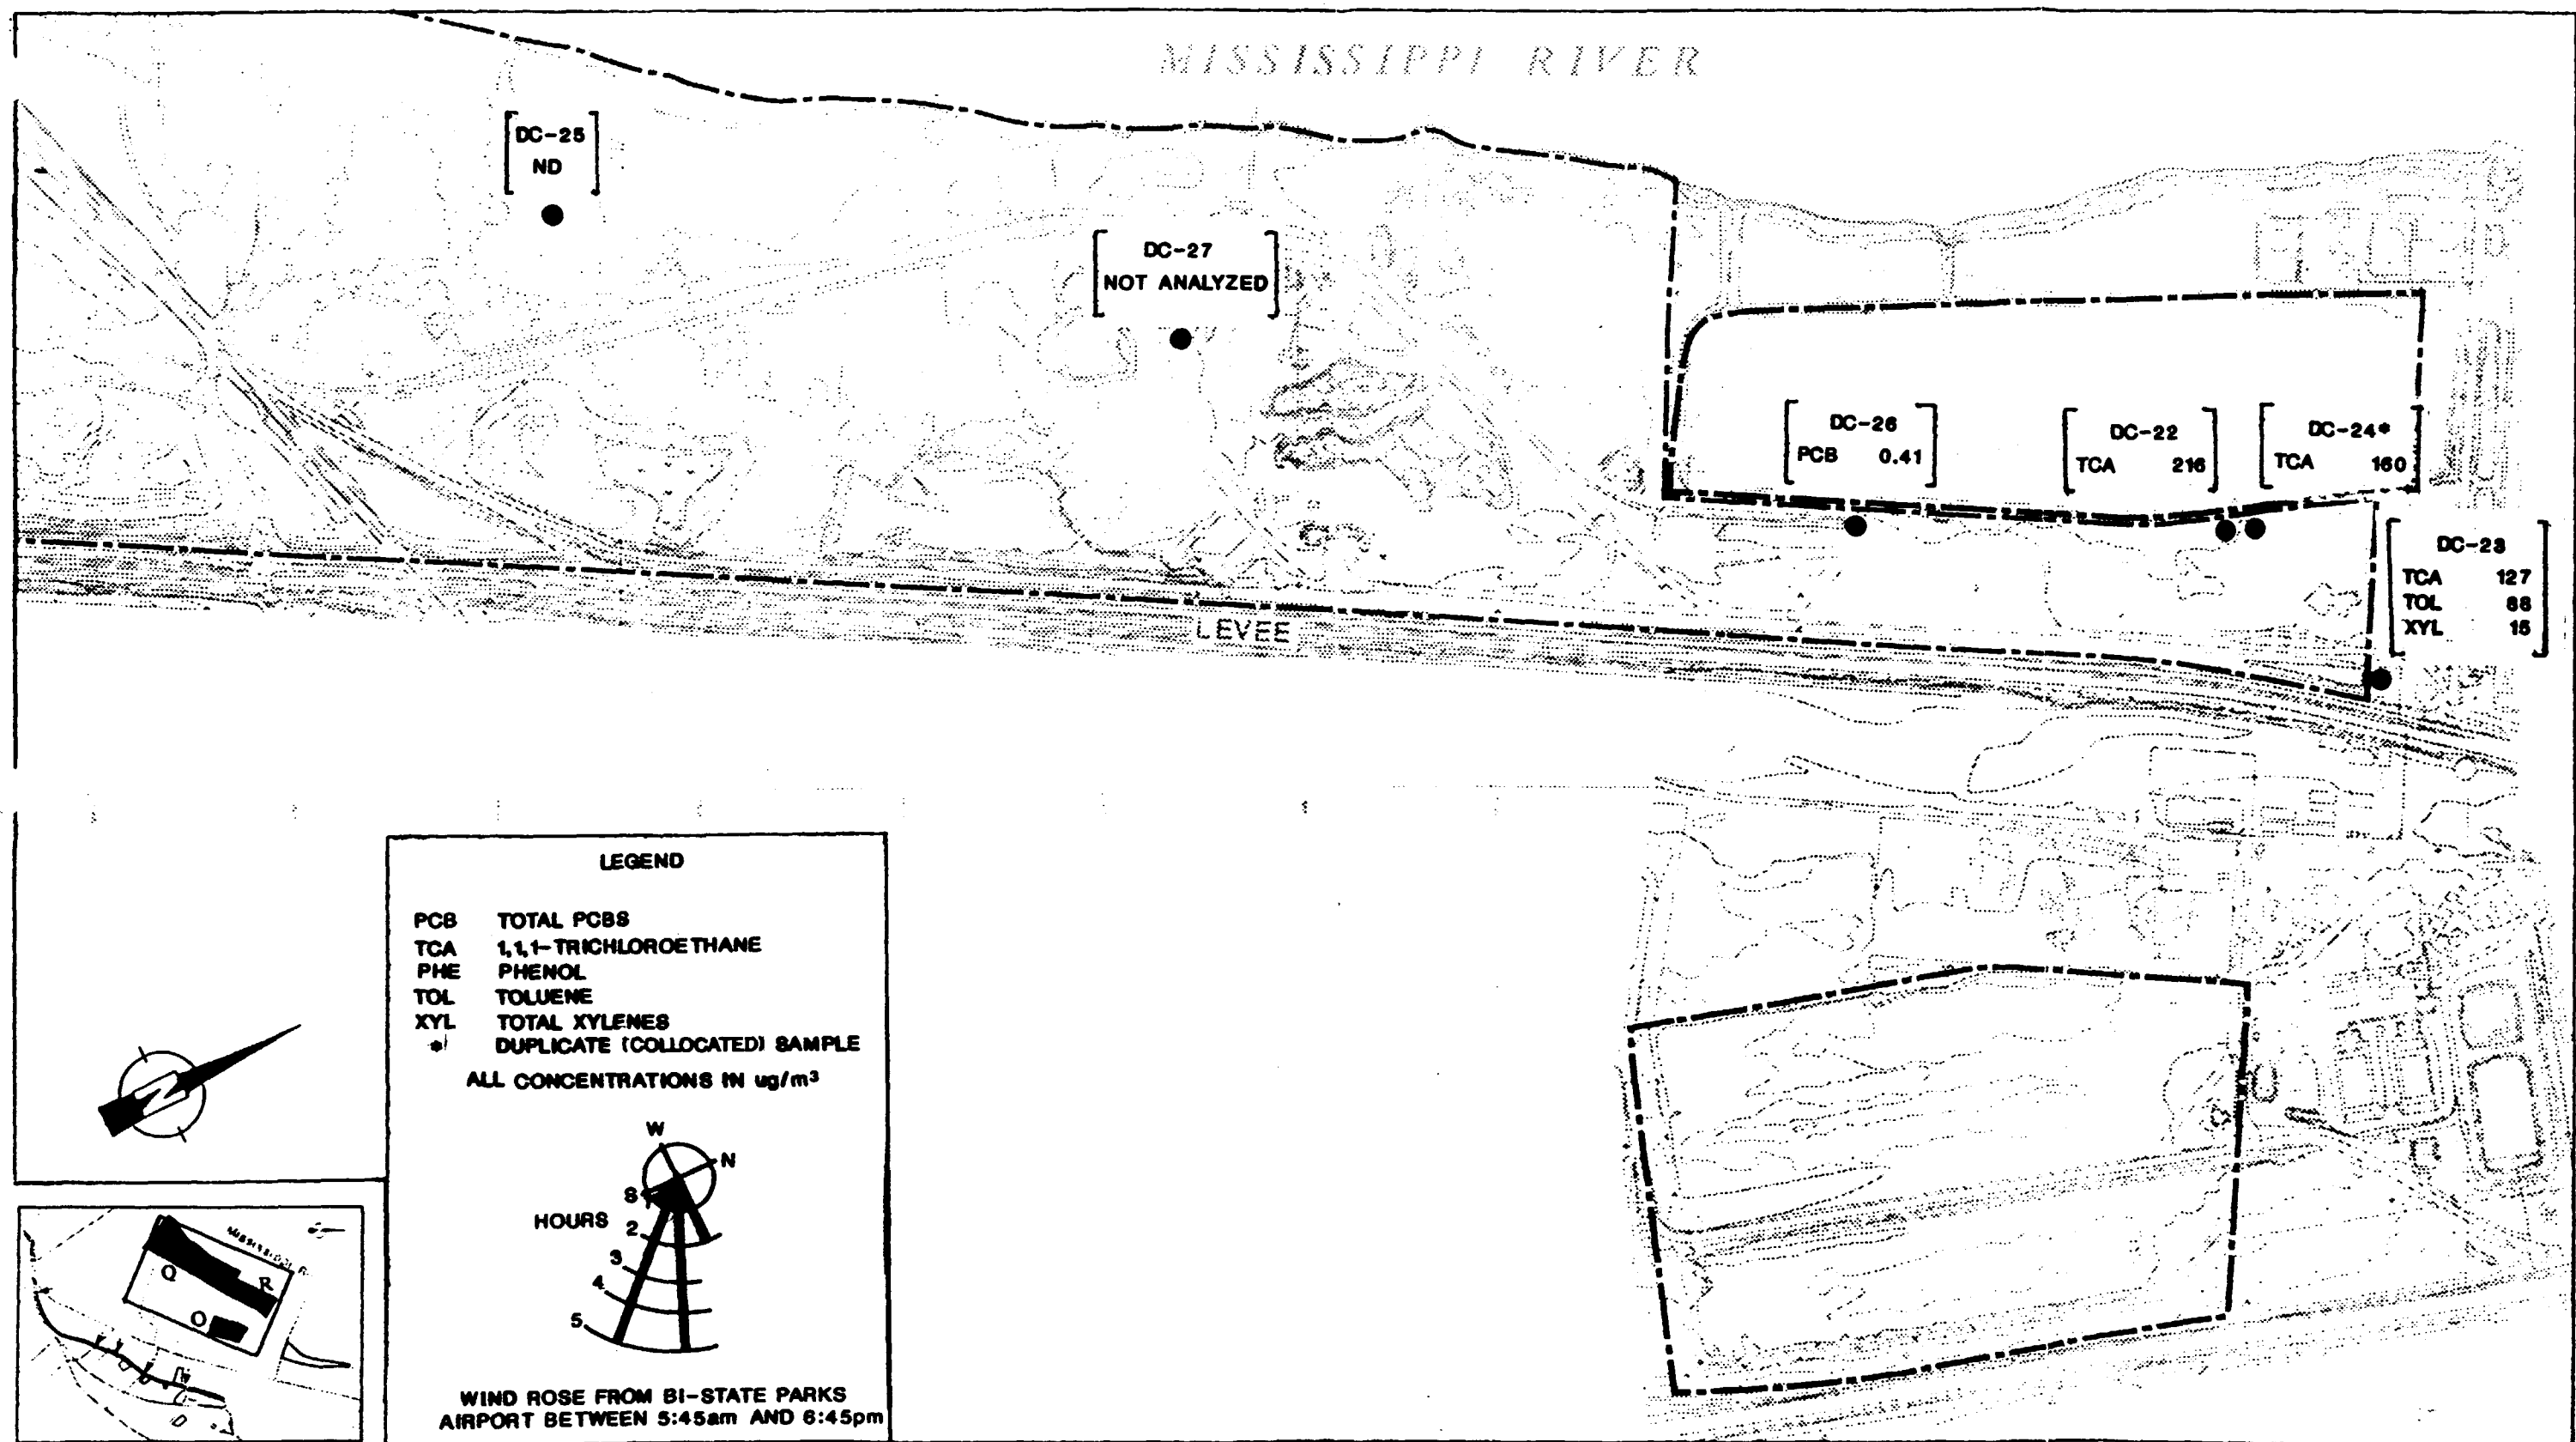 MISSISSIPPI RIVER
DC-25
ND
DC-27
NOT ANALYZED
DC-26
PCB 0.41
DC-22
TCA 216
DC-24*
TCA 160
DC-23
TCA 127
TOL 88
XYL 15
LEVEE
LEGEND
PCB TOTAL PCBS
TCA 1,1,1-TRICHLOROETHANE
PHE PHENOL
TOL TOLUENE
XYL TOTAL XYLENES
* DUPLICATE (COLLOCATED) SAMPLE
ALL CONCENTRATIONS IN ug/m³
W
N
S
HOURS 2
3
4
5
WIND ROSE FROM BI-STATE PARKS
AIRPORT BETWEEN 5:45am AND 6:45pm
N
MISSISSIPPI R
Q
R
O